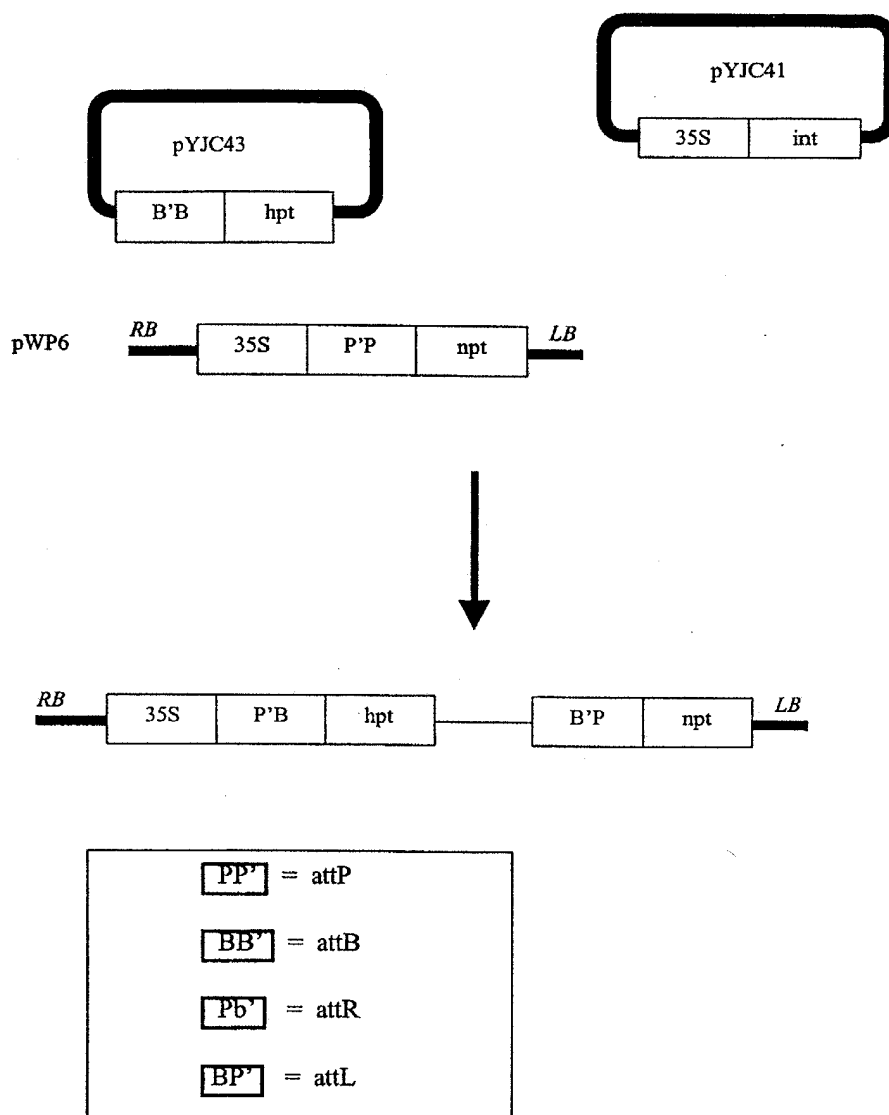 pYJC41
35S int
pYJC43
B'B hpt
pWP6 RB 35S P'P npt LB
RB 35S P'B hpt B'P npt LB
PP' = attP
BB' = attB
Pb' = attR
BP' = attL